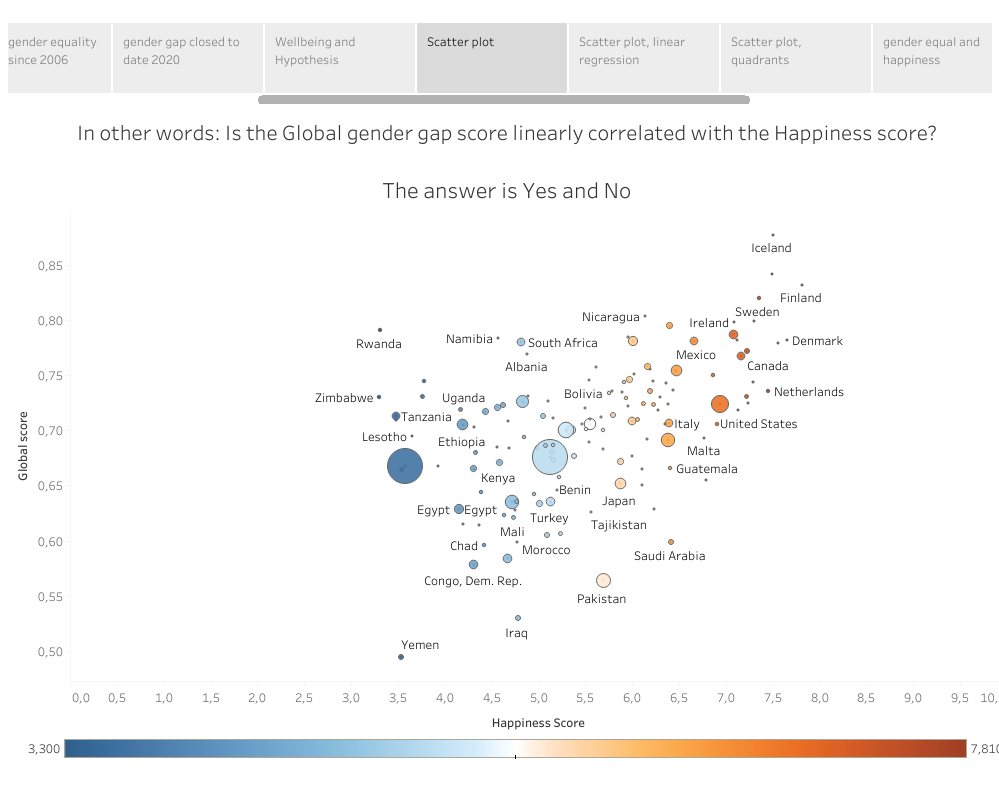 gender equality
since 2006
gender gap closed to
date 2020
Wellbeing and
Hypothesis
Scatter plot
Scatter plot, linear
regression
Scatter plot,
quadrants
gender equal and
happiness
In other words: Is the Global gender gap score linearly correlated with the Happiness score?
The answer is Yes and No
Iceland
0,85
Finland
Sweden
Nicaragua
0,80
Ireland
Rwanda
Namibia
South Africa
Denmark
Mexico
Albania
Canada
0,75
Zimbabwe
Uganda
Bolivia
Netherlands
Tanzania
Italy
United States
0,70
Lesotho
Ethiopia
Malta
Guatemala
Kenya
0,65
Benin
Japan
Egypt
Egypt
Turkey
Tajikistan
Mali
Global score
0,60
Chad
Morocco
Saudi Arabia
Congo, Dem. Rep.
0,55
Pakistan
Iraq
Yemen
0,50
0,0 0,5 1,0 1,5 2,0 2,5 3,0 3,5 4,0 4,5 5,0 5,5 6,0 6,5 7,0 7,5 8,0 8,5 9,0 9,5 10,
Happiness Score
3,300
7,810